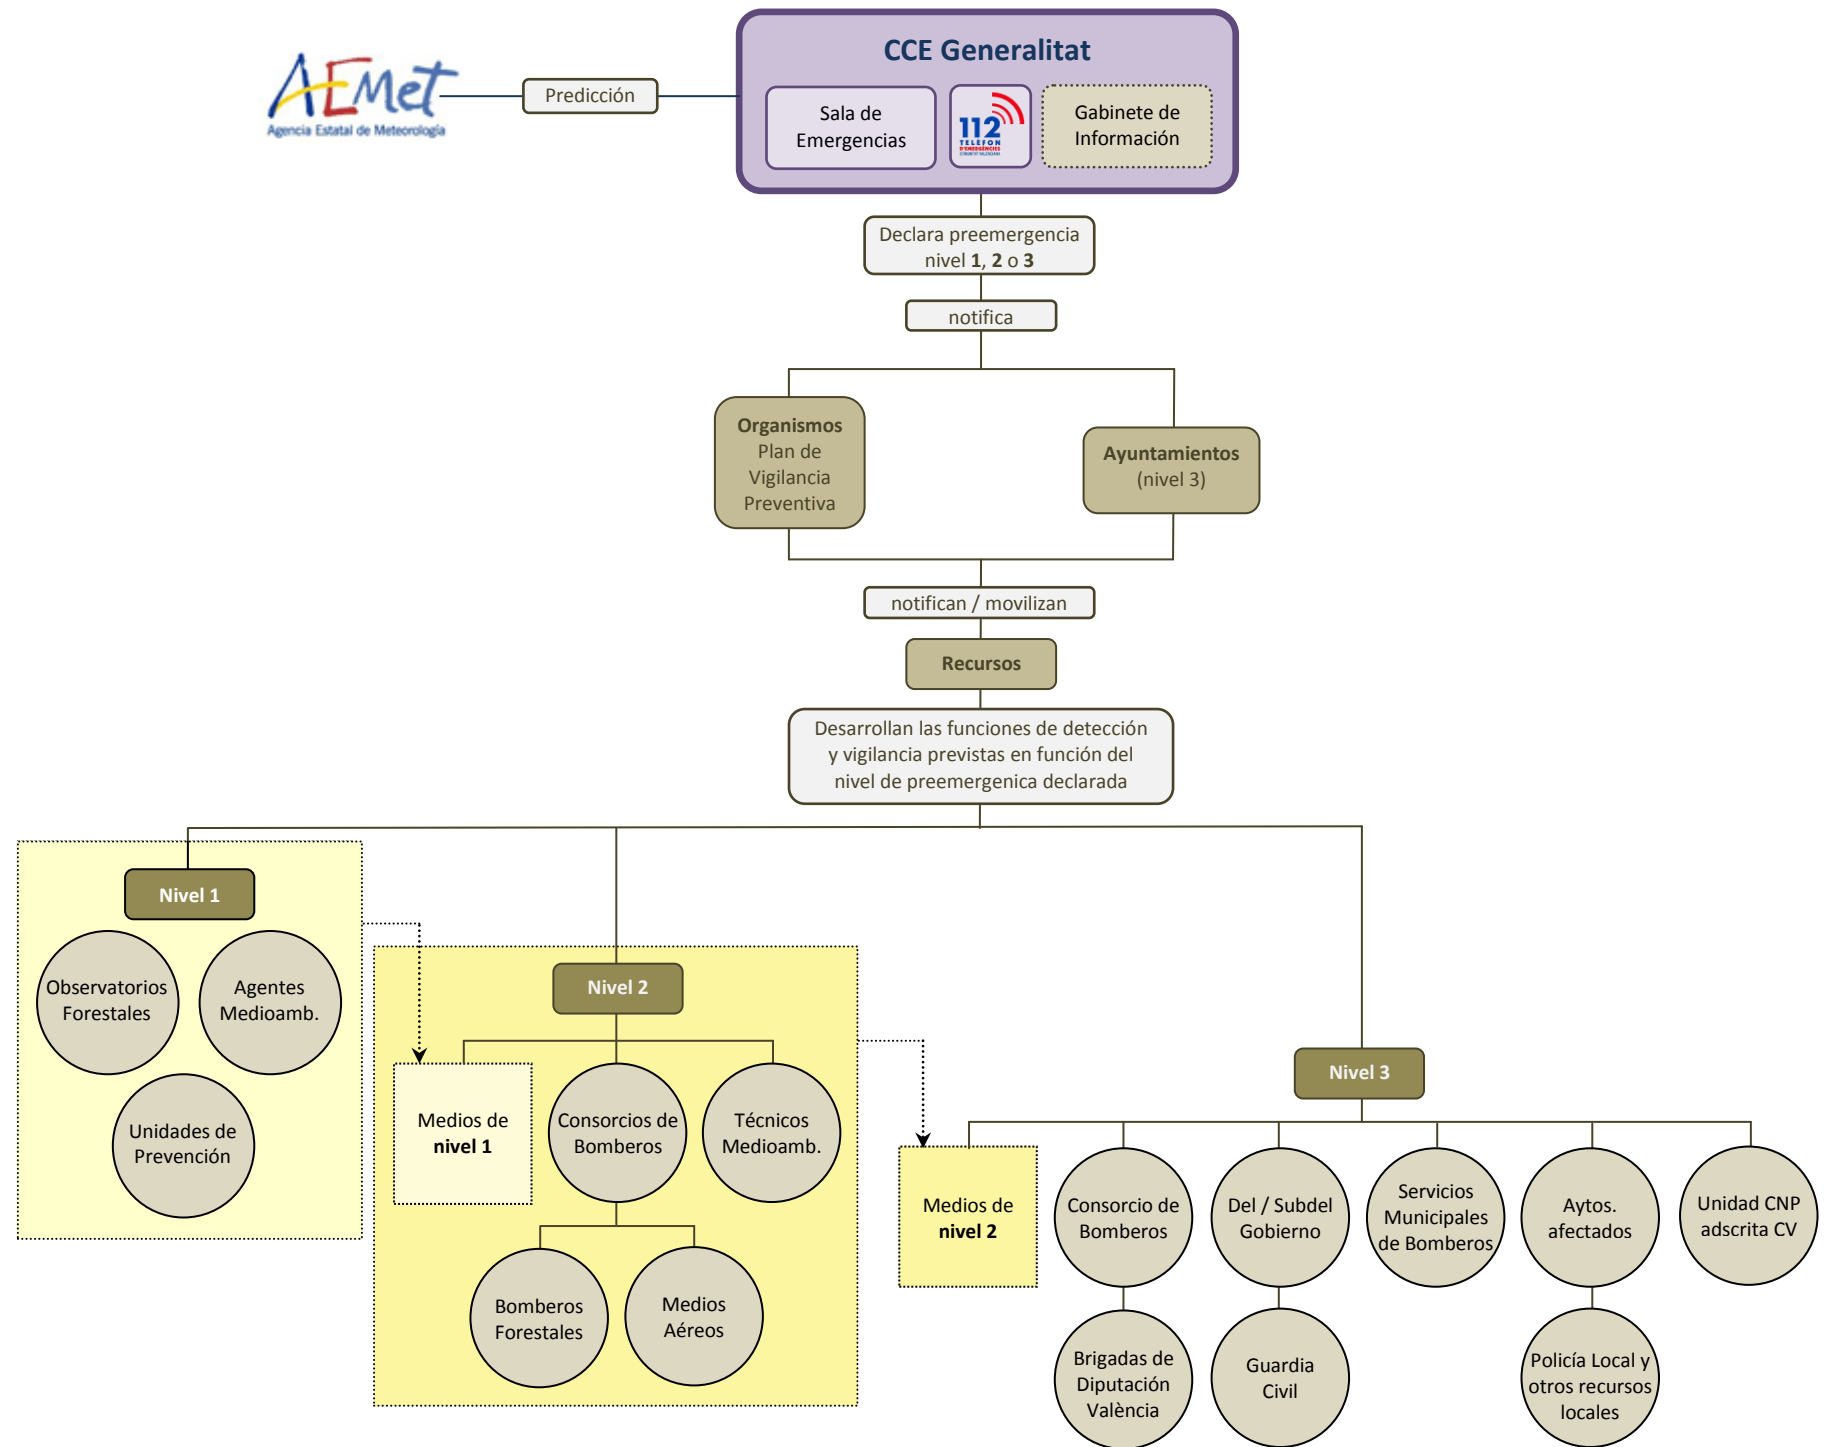 AEMet
Agencia Estatal de Meteorología
Predicción
CCE Generalitat
Sala de
Emergencias
112
TELEFON
D'EMERGÈNCIES
COMUNITAT VALENCIANA
Gabinete de
Información
Declara preemergencia
nivel 1, 2 o 3
notifica
Organismos
Plan de
Vigilancia
Preventiva
Ayuntamientos
(nivel 3)
notifican / movilizan
Recursos
Desarrollan las funciones de detección
y vigilancia previstas en función del
nivel de preemergenica declarada
Nivel 1
Observatorios
Forestales
Agentes
Medioamb.
Unidades de
Prevención
Nivel 2
Medios de
nivel 1
Consorcios de
Bomberos
Técnicos
Medioamb.
Bomberos
Forestales
Medios
Aéreos
Nivel 3
Medios de
nivel 2
Consorcio de
Bomberos
Del / Subdel
Gobierno
Servicios
Municipales
de Bomberos
Aytos.
afectados
Unidad CNP
adscrita CV
Brigadas de
Diputación
València
Guardia
Civil
Policía Local y
otros recursos
locales